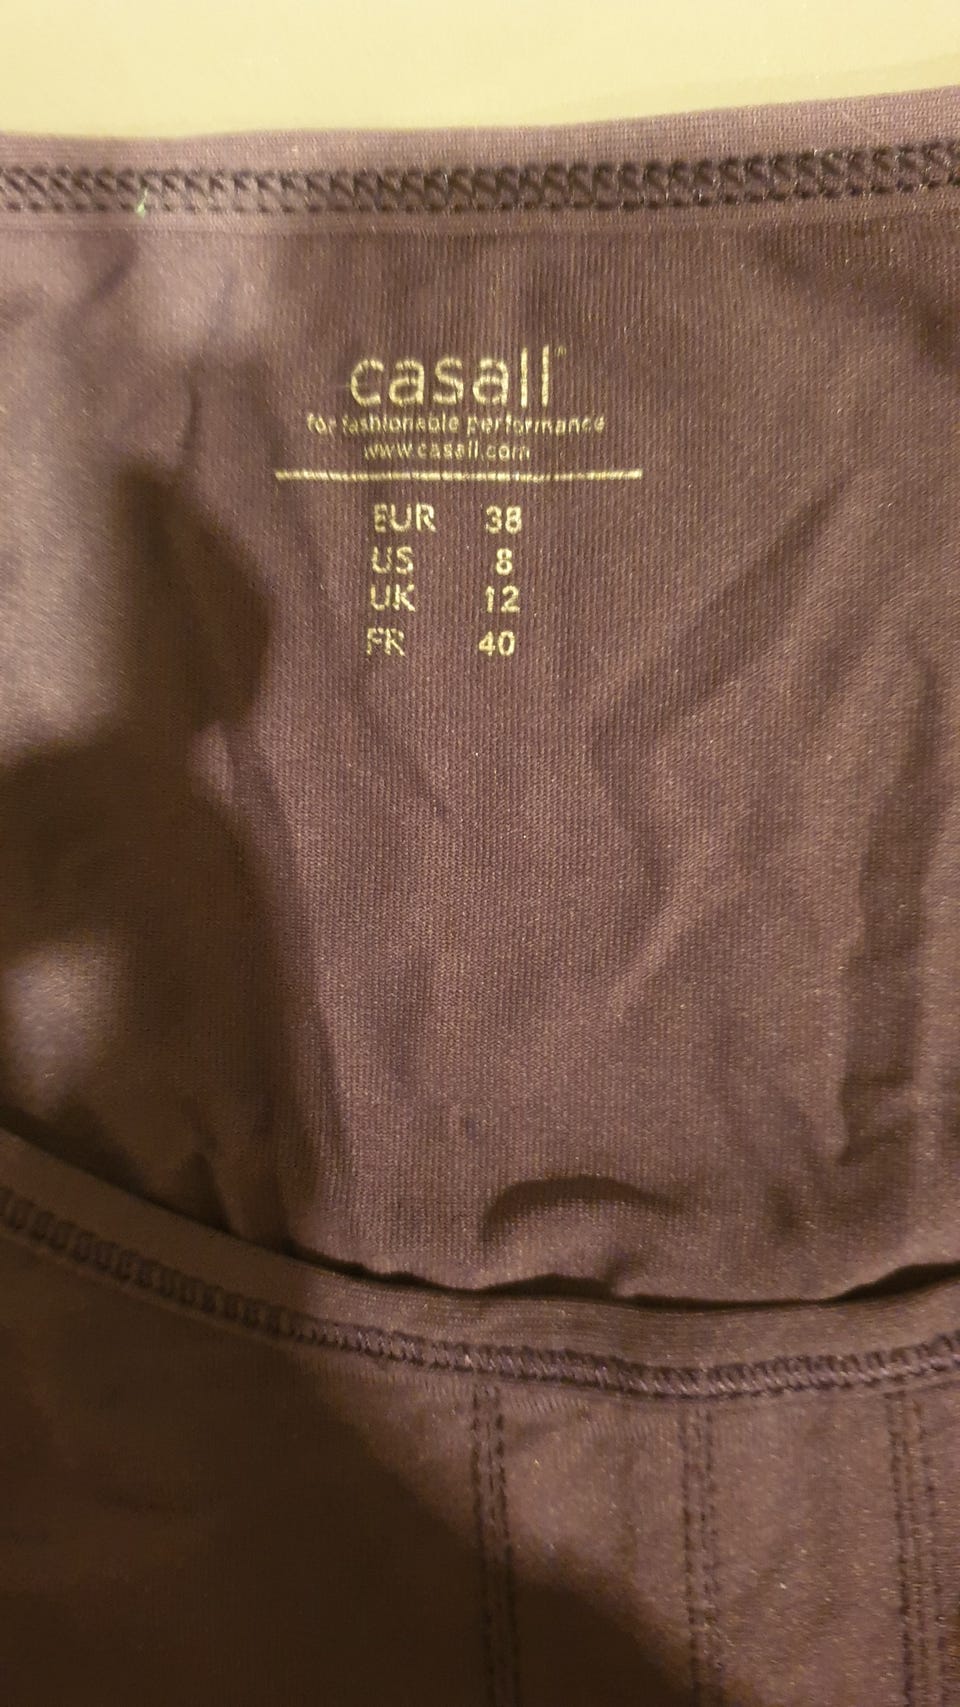 casall
for fashionable performance
www.casall.com
EUR 38
US 8
UK 12
FR 40